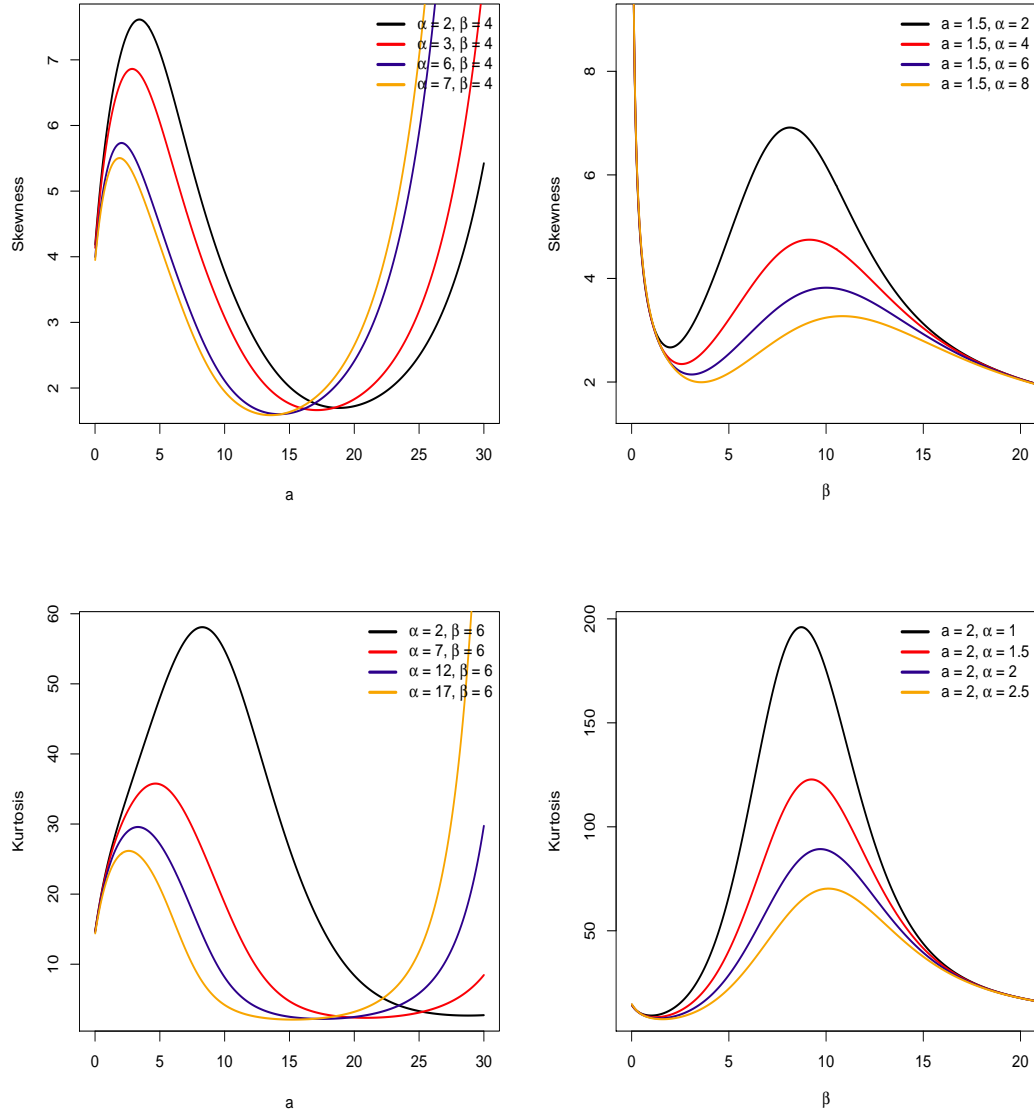 α = 2, β = 4
α = 3, β = 4
α = 6, β = 4
α = 7, β = 4
Skewness
2
3
4
5
6
7
0 5 10 15 20 25 30
a
a = 1.5, α = 2
a = 1.5, α = 4
a = 1.5, α = 6
a = 1.5, α = 8
Skewness
2
4
6
8
0 5 10 15 20
β
α = 2, β = 6
α = 7, β = 6
α = 12, β = 6
α = 17, β = 6
Kurtosis
10
20
30
40
50
60
0 5 10 15 20 25 30
a
a = 2, α = 1
a = 2, α = 1.5
a = 2, α = 2
a = 2, α = 2.5
Kurtosis
50
100
150
200
0 5 10 15 20
β